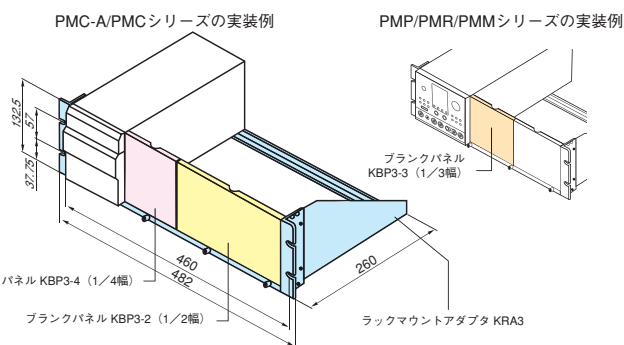 PMC-A/PMCシリーズの実装例
PMP/PMR/PMMシリーズの実装例
132.5
57
37.75
ブランクパネル
KBP3-3（1／3幅）
460
482
260
パネル KBP3-4（1／4幅）
ブランクパネル KBP3-2（1／2幅）
ラックマウントアダプタ KRA3